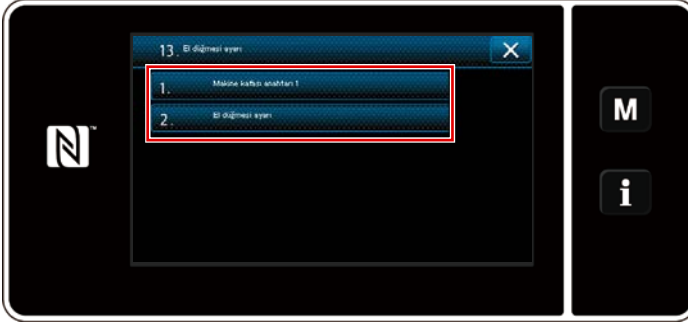 13. El düğmesi ayarı
1. Makine kafası anahtarı 1
2. El düğmesi ayarı
M
i